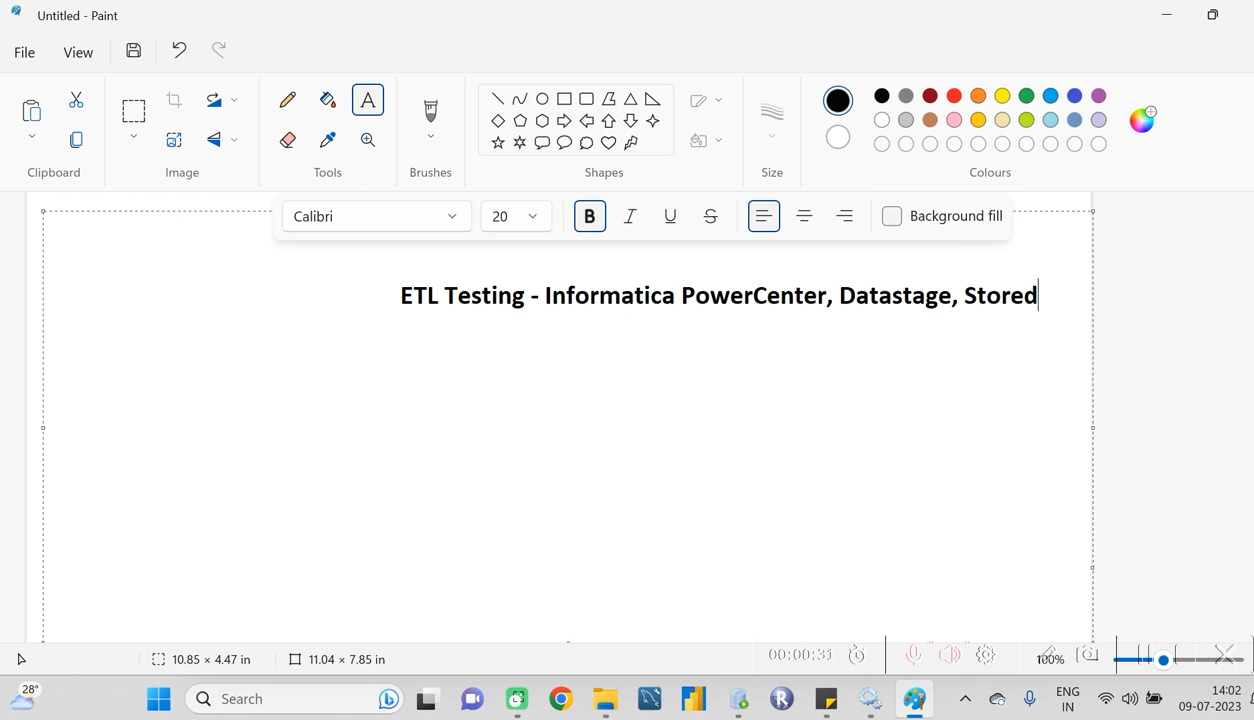 Untitled - Paint
File View
Clipboard Image Tools Brushes Shapes Size Colours
Calibri 20 B I U S Background fill
ETL Testing - Informatica PowerCenter, Datastage, Stored
10.85 × 4.47 in 11.04 × 7.85 in 00:00:31 100%
28° Search ENG 14:02
IN 09-07-2023